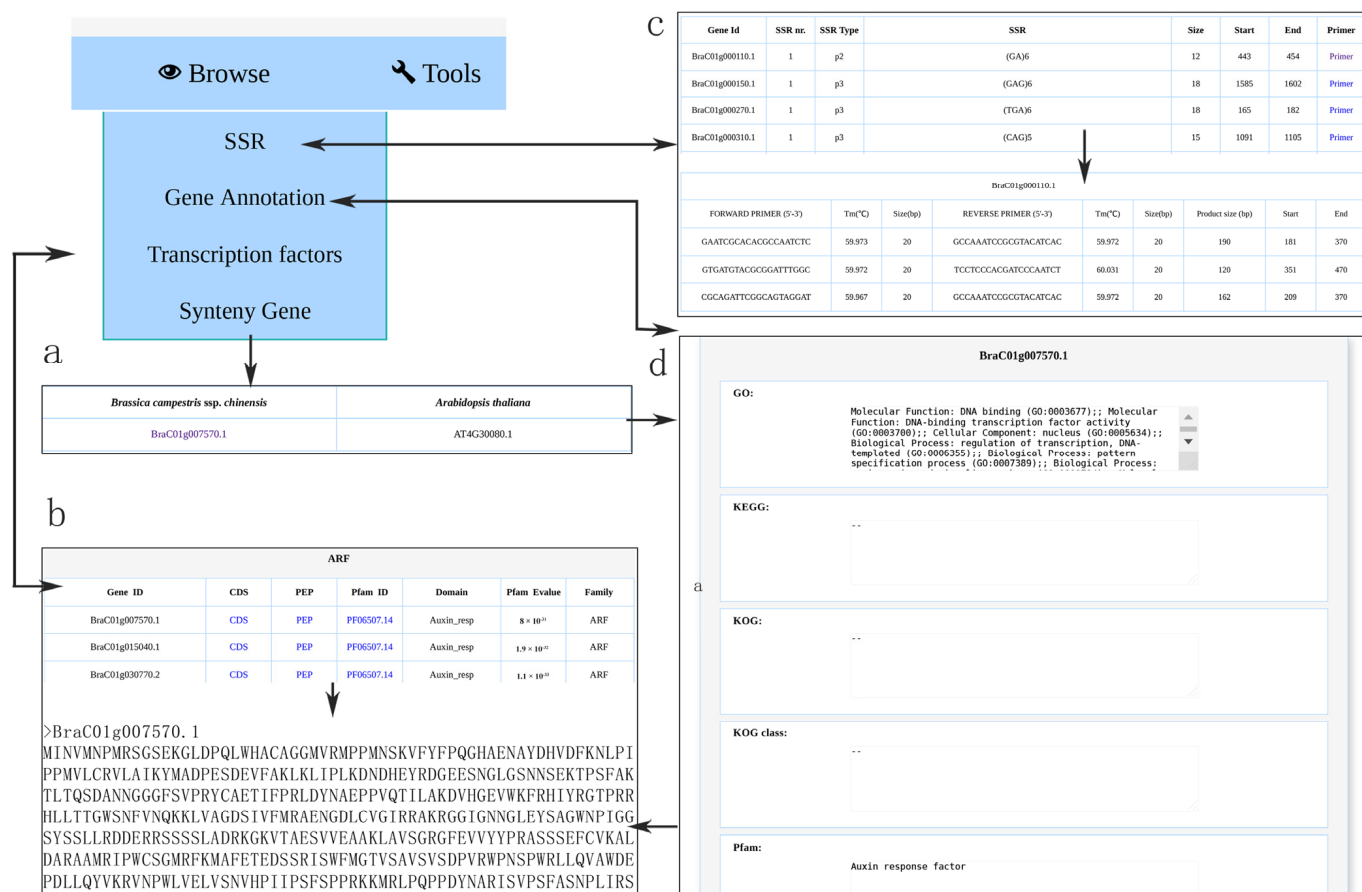 Browse Tools
SSR
Gene Annotation
Transcription factors
Synteny Gene
a
Brassica campestris ssp. chinensis Arabidopsis thaliana
BraC01g007570.1 AT4G30080.1
b
ARF
Gene ID CDS PEP Pfam ID Domain Pfam Evalue Family
BraC01g007570.1 CDS PEP PF06507.14 Auxin_resp 8 × 10⁻³¹ ARF
BraC01g015040.1 CDS PEP PF06507.14 Auxin_resp 1.9 × 10⁻³² ARF
BraC01g030770.2 CDS PEP PF06507.14 Auxin_resp 1.1 × 10⁻³³ ARF
>BraC01g007570.1
MINVMNPMRSGSEKGLDPQLWHACAGGMVRMPPMNSKVFYFPQGHAENAYDHVDFKNLPI
PPMVLCRVLAIKYMADPESDEVFAKLKLIPLKDNDHEYRDGEESNGLGSNNSEKTPSFAK
TLTQSDANNGGGFSVPRYCAETIFPRLDYNAEPPVQTILAKDVHGEVWKFRHIYRGTPRR
HLLTTGWSNFVNQKKLVAGDSIVFMRAENGDLCVGIRRAKRGGIGNNGLEYSAGWNPIGG
SYSSLLRDDERRSSSSLADRKGKVTAESVVEAAKLAVSGRGFEVVYYPRASSSEFCVKAL
DARAAMRIPWCSGMRFKMAFETEDSSRISWFMGTVSAVSVSDPVRWPNSPWRLLQVAWDE
PDLLQYVKRVNPWLVELVSNVHPIIPSFSPPRKKMRLPQPPDYNARISVPSFASNPLIRS
c
Gene Id SSR nr. SSR Type SSR Size Start End Primer
BraC01g000110.1 1 p2 (GA)6 12 443 454 Primer
BraC01g000150.1 1 p3 (GAG)6 18 1585 1602 Primer
BraC01g000270.1 1 p3 (TGA)6 18 165 182 Primer
BraC01g000310.1 1 p3 (CAG)5 15 1091 1105 Primer
BraC01g000110.1
FORWARD PRIMER (5'-3') Tm(℃) Size(bp) REVERSE PRIMER (5'-3') Tm(℃) Size(bp) Product size (bp) Start End
GAATCGCACACGCCAATCTC 59.973 20 GCCAAATCCGCGTACATCAC 59.972 20 190 181 370
GTGATGTACGCGGATTTGGC 59.972 20 TCCTCCCACGATCCCAATCT 60.031 20 120 351 470
CGCAGATTCGGCAGTAGGAT 59.967 20 GCCAAATCCGCGTACATCAC 59.972 20 162 209 370
d
BraC01g007570.1
GO:
Molecular Function: DNA binding (GO:0003677);; Molecular
Function: DNA-binding transcription factor activity
(GO:0003700);; Cellular Component: nucleus (GO:0005634);;
Biological Process: regulation of transcription, DNA-
templated (GO:0006355);; Biological Process: pattern
specification process (GO:0007389);; Biological Process:
KEGG:
--
a
KOG:
--
KOG class:
--
Pfam:
Auxin response factor